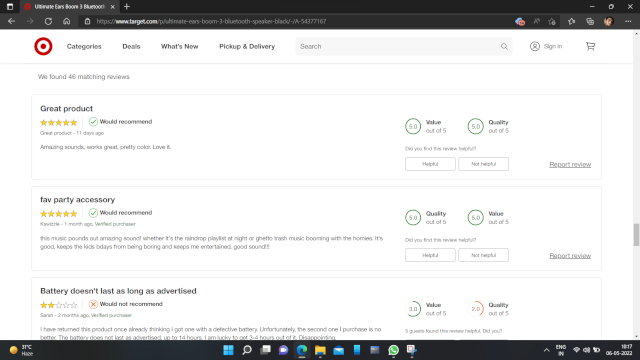 Ultimate Ears Boom 3 Bluetooth
https://www.target.com/p/ultimate-ears-boom-3-bluetooth-speaker-black/-/A-54377167
Categories
Deals
What's New
Pickup & Delivery
Search
Sign in
We found 46 matching reviews
Great product
Would recommend
Great product - 11 days ago
Amazing sounds, works great, pretty color. Love it.
5.0
Value
out of 5
5.0
Quality
out of 5
Did you find this review helpful?
Helpful
Not helpful
Report review
fav party accessory
Would recommend
Kawizzle - 1 month ago, Verified purchaser
this music pounds out amazing sound! whether it's the raindrop playlist at night or ghetto trash music booming with the homies. It's
good, keeps the kids bdays from being boring and keeps me entertained. good sound!!!
5.0
Quality
out of 5
5.0
Value
out of 5
Did you find this review helpful?
Helpful
Not helpful
Report review
Battery doesn't last as long as advertised
Would not recommend
Sarah - 2 months ago, Verified purchaser
I have returned this product once already thinking I got one with a defective battery. Unfortunately, the second one I purchase is no
better. The battery does not last as advertised, up to 14 hours. I am lucky to get 3-4 hours out of it. Disappointing.
3.0
Value
out of 5
2.0
Quality
out of 5
5 guests found this review helpful. Did you?
37°C
Haze
ENG
IN
10:17
06-05-2022